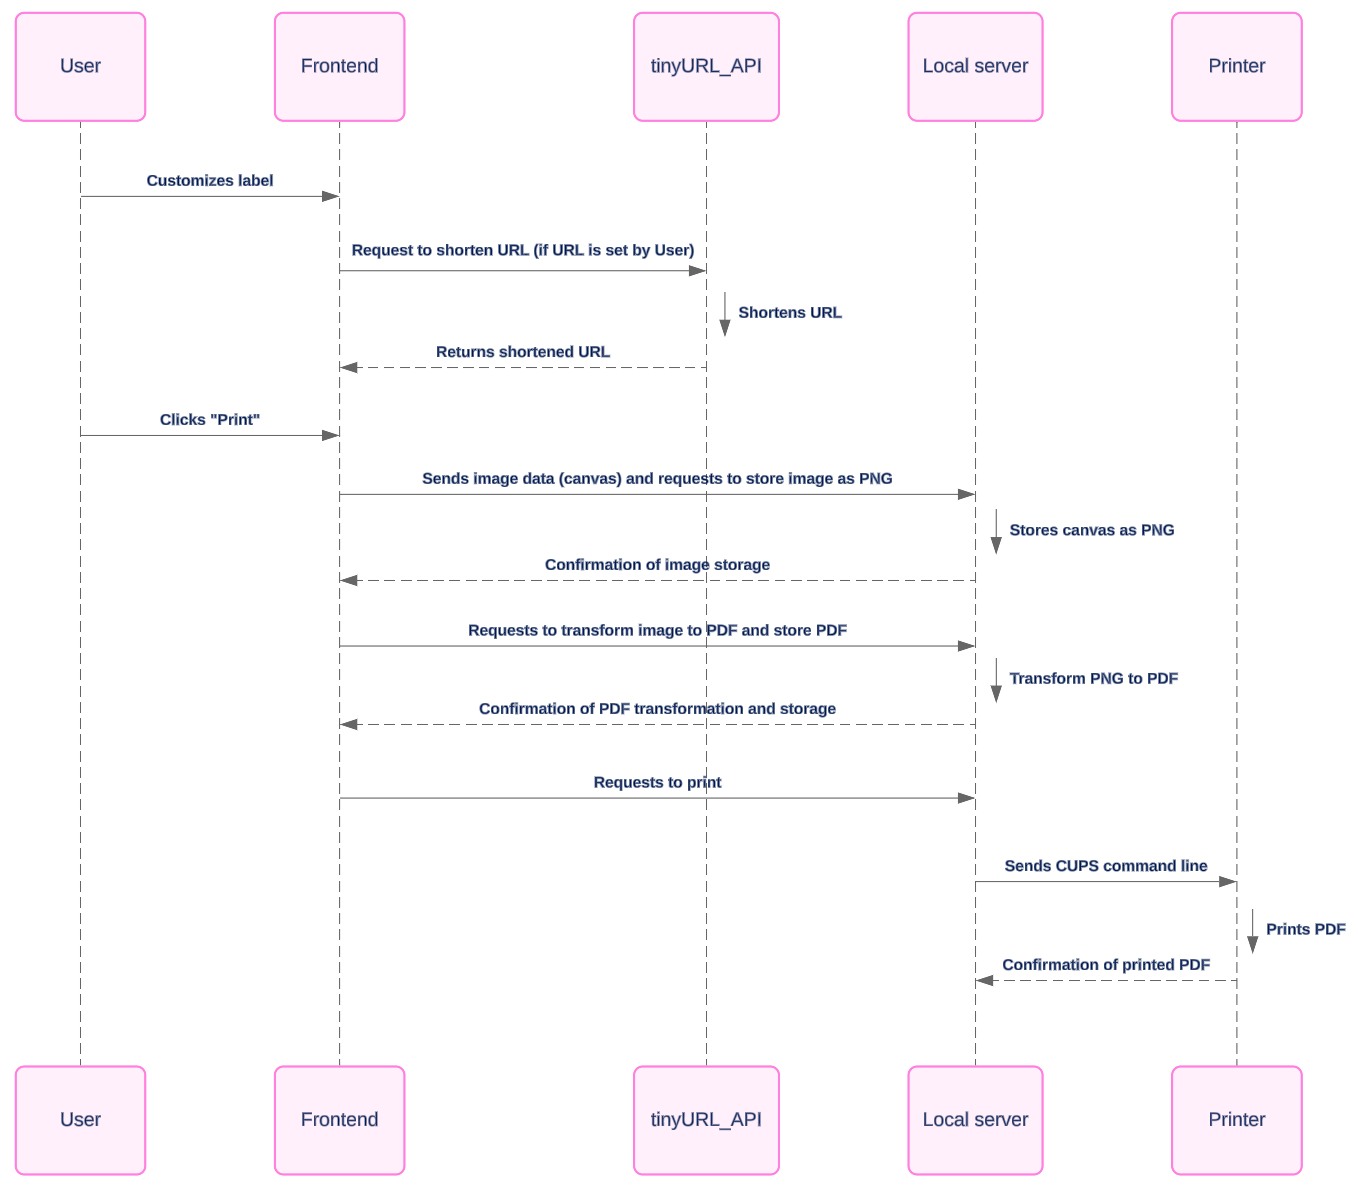 User
Frontend
tinyURL_API
Local server
Printer
Customizes label
Request to shorten URL (if URL is set by User)
Shortens URL
Returns shortened URL
Clicks "Print"
Sends image data (canvas) and requests to store image as PNG
Stores canvas as PNG
Confirmation of image storage
Requests to transform image to PDF and store PDF
Transform PNG to PDF
Confirmation of PDF transformation and storage
Requests to print
Sends CUPS command line
Prints PDF
Confirmation of printed PDF
User
Frontend
tinyURL_API
Local server
Printer